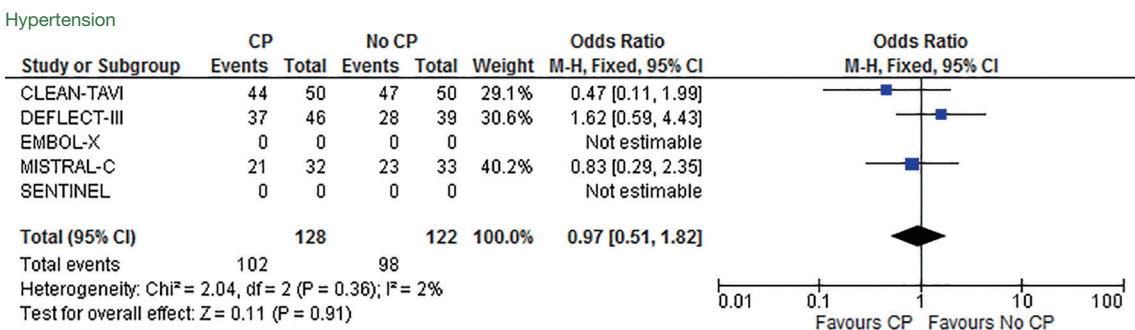 Hypertension
CP No CP Odds Ratio Odds Ratio
Study or Subgroup Events Total Events Total Weight M-H, Fixed, 95% CI M-H, Fixed, 95% CI
CLEAN-TAVI 44 50 47 50 29.1% 0.47 [0.11, 1.99]
DEFLECT-III 37 46 28 39 30.6% 1.62 [0.59, 4.43]
EMBOL-X 0 0 0 0 Not estimable
MISTRAL-C 21 32 23 33 40.2% 0.83 [0.29, 2.35]
SENTINEL 0 0 0 0 Not estimable
Total (95% CI) 128 122 100.0% 0.97 [0.51, 1.82]
Total events 102 98
Heterogeneity: Chi² = 2.04, df = 2 (P = 0.36); I² = 2%
Test for overall effect: Z = 0.11 (P = 0.91)
0.01 0.1 1 10 100
Favours CP Favours No CP